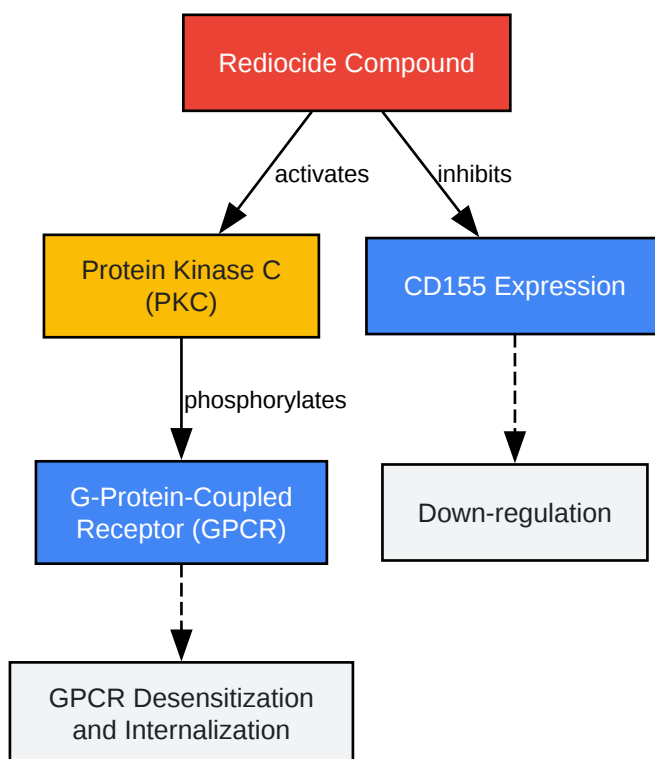 Rediocide Compound
activates
inhibits
Protein Kinase C
(PKC)
CD155 Expression
phosphorylates
G-Protein-Coupled
Receptor (GPCR)
Down-regulation
GPCR Desensitization
and Internalization